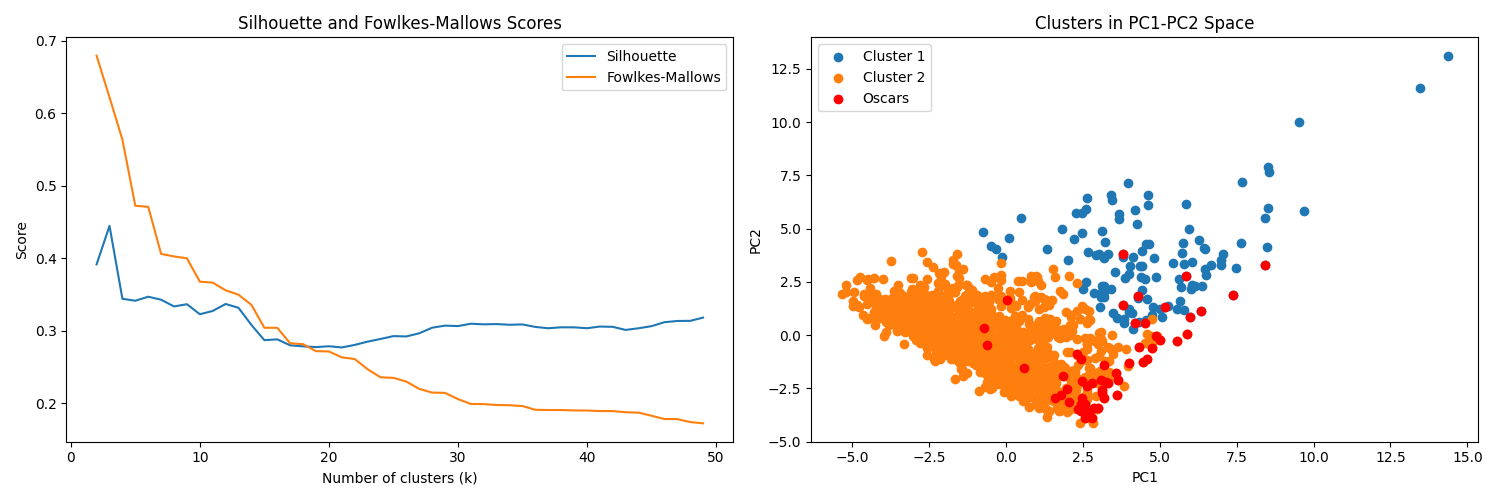 Silhouette and Fowlkes-Mallows Scores
0.7
0.6
0.5
0.4
0.3
0.2
Score
0
10
20
30
40
50
Number of clusters (k)
Silhouette
Fowlkes-Mallows
Clusters in PC1-PC2 Space
12.5
10.0
7.5
5.0
2.5
0.0
−2.5
−5.0
PC2
−5.0
−2.5
0.0
2.5
5.0
7.5
10.0
12.5
15.0
PC1
Cluster 1
Cluster 2
Oscars